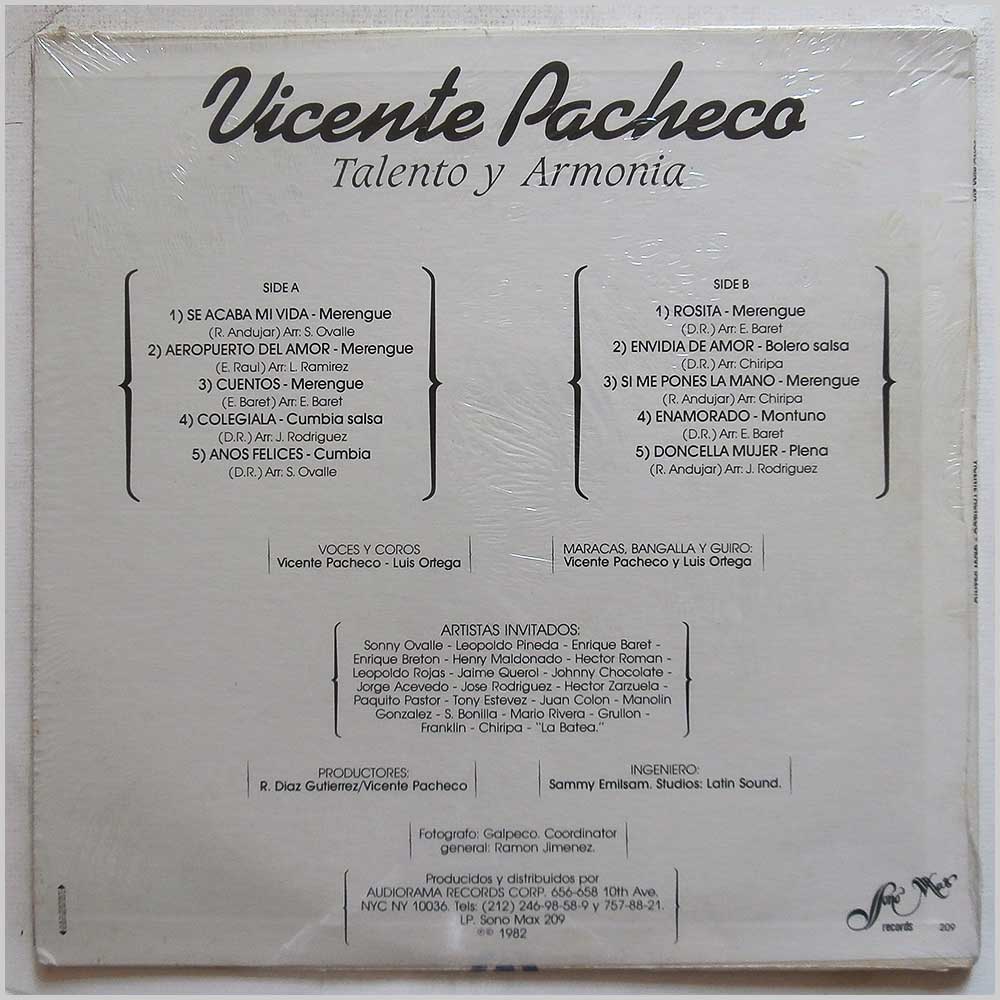 Vicente Pacheco
Talento y Armonia
SIDE A
1) SE ACABA MI VIDA - Merengue
(R. Andujar) Arr: S. Ovalle
2) AEROPUERTO DEL AMOR - Merengue
(E. Raul) Arr: L. Ramirez
3) CUENTOS - Merengue
(E. Baret) Arr: E. Baret
4) COLEGIALA - Cumbia salsa
(D.R.) Arr: J. Rodriguez
5) ANOS FELICES - Cumbia
(D.R.) Arr: S. Ovalle
SIDE B
1) ROSITA - Merengue
(D.R.) Arr: E. Baret
2) ENVIDIA DE AMOR - Bolero salsa
(D.R.) Arr: Chiripa
3) SI ME PONES LA MANO - Merengue
(R. Andujar) Arr: Chiripa
4) ENAMORADO - Montuno
(D.R.) Arr: E. Baret
5) DONCELLA MUJER - Plena
(R. Andujar) Arr: J. Rodriguez
VOCES Y COROS
Vicente Pacheco - Luis Ortega
MARACAS, BANGALLA Y GUIRO:
Vicente Pacheco y Luis Ortega
ARTISTAS INVITADOS:
Sonny Ovalle - Leopoldo Pineda - Enrique Baret -
Enrique Breton - Henry Maldonado - Hector Roman -
Leopoldo Rojas - Jaime Querol - Johnny Chocolate -
Jorge Acevedo - Jose Rodriguez - Hector Zarzuela -
Paquito Pastor - Tony Estevez - Juan Colon - Manolin
Gonzalez - S. Bonilla - Mario Rivera - Grullon -
Franklin - Chiripa - "La Batea."
PRODUCTORES:
R. Diaz Gutierrez/Vicente Pacheco
INGENIERO:
Sammy Emilsam. Studios: Latin Sound.
Fotografo: Galpeco. Coordinator
general: Ramon Jimenez.
Producidos y distribuidos por
AUDIORAMA RECORDS CORP. 656-658 10th Ave.
NYC NY 10036. Tels: (212) 246-98-58-9 y 757-88-21.
LP. Sono Max 209
℗© 1982
Sono Max
records 209